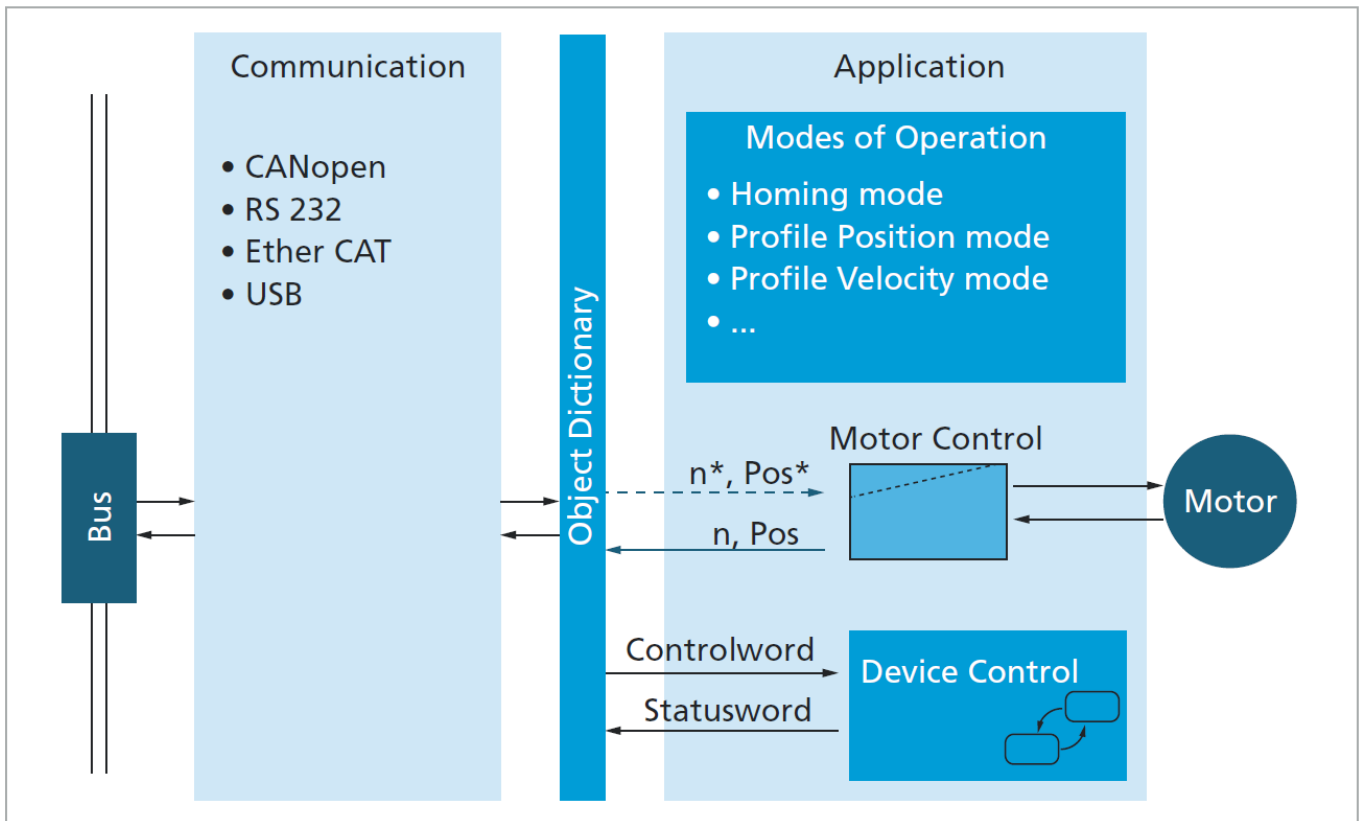 Communication
• CANopen
• RS 232
• Ether CAT
• USB
Bus
Object Dictionary
Application
Modes of Operation
• Homing mode
• Profile Position mode
• Profile Velocity mode
• ...
Motor Control
n*, Pos*
n, Pos
Motor
Controlword
Statusword
Device Control